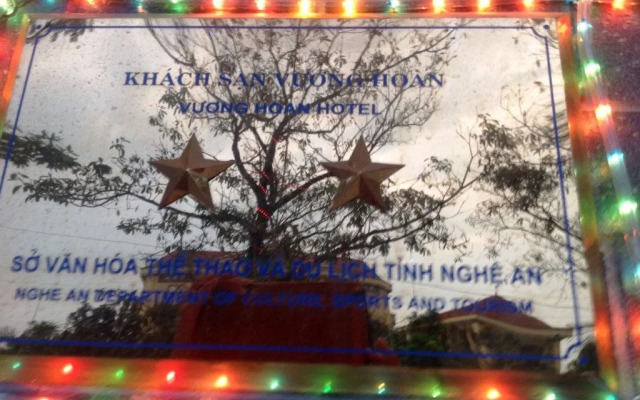 KHÁCH SẠN VƯƠNG HOÀN
VUONG HOAN HOTEL
SỞ VĂN HÓA THỂ THAO VÀ DU LỊCH TỈNH NGHỆ AN
NGHE AN DEPARTMENT OF CULTURE, SPORTS AND TOURISM